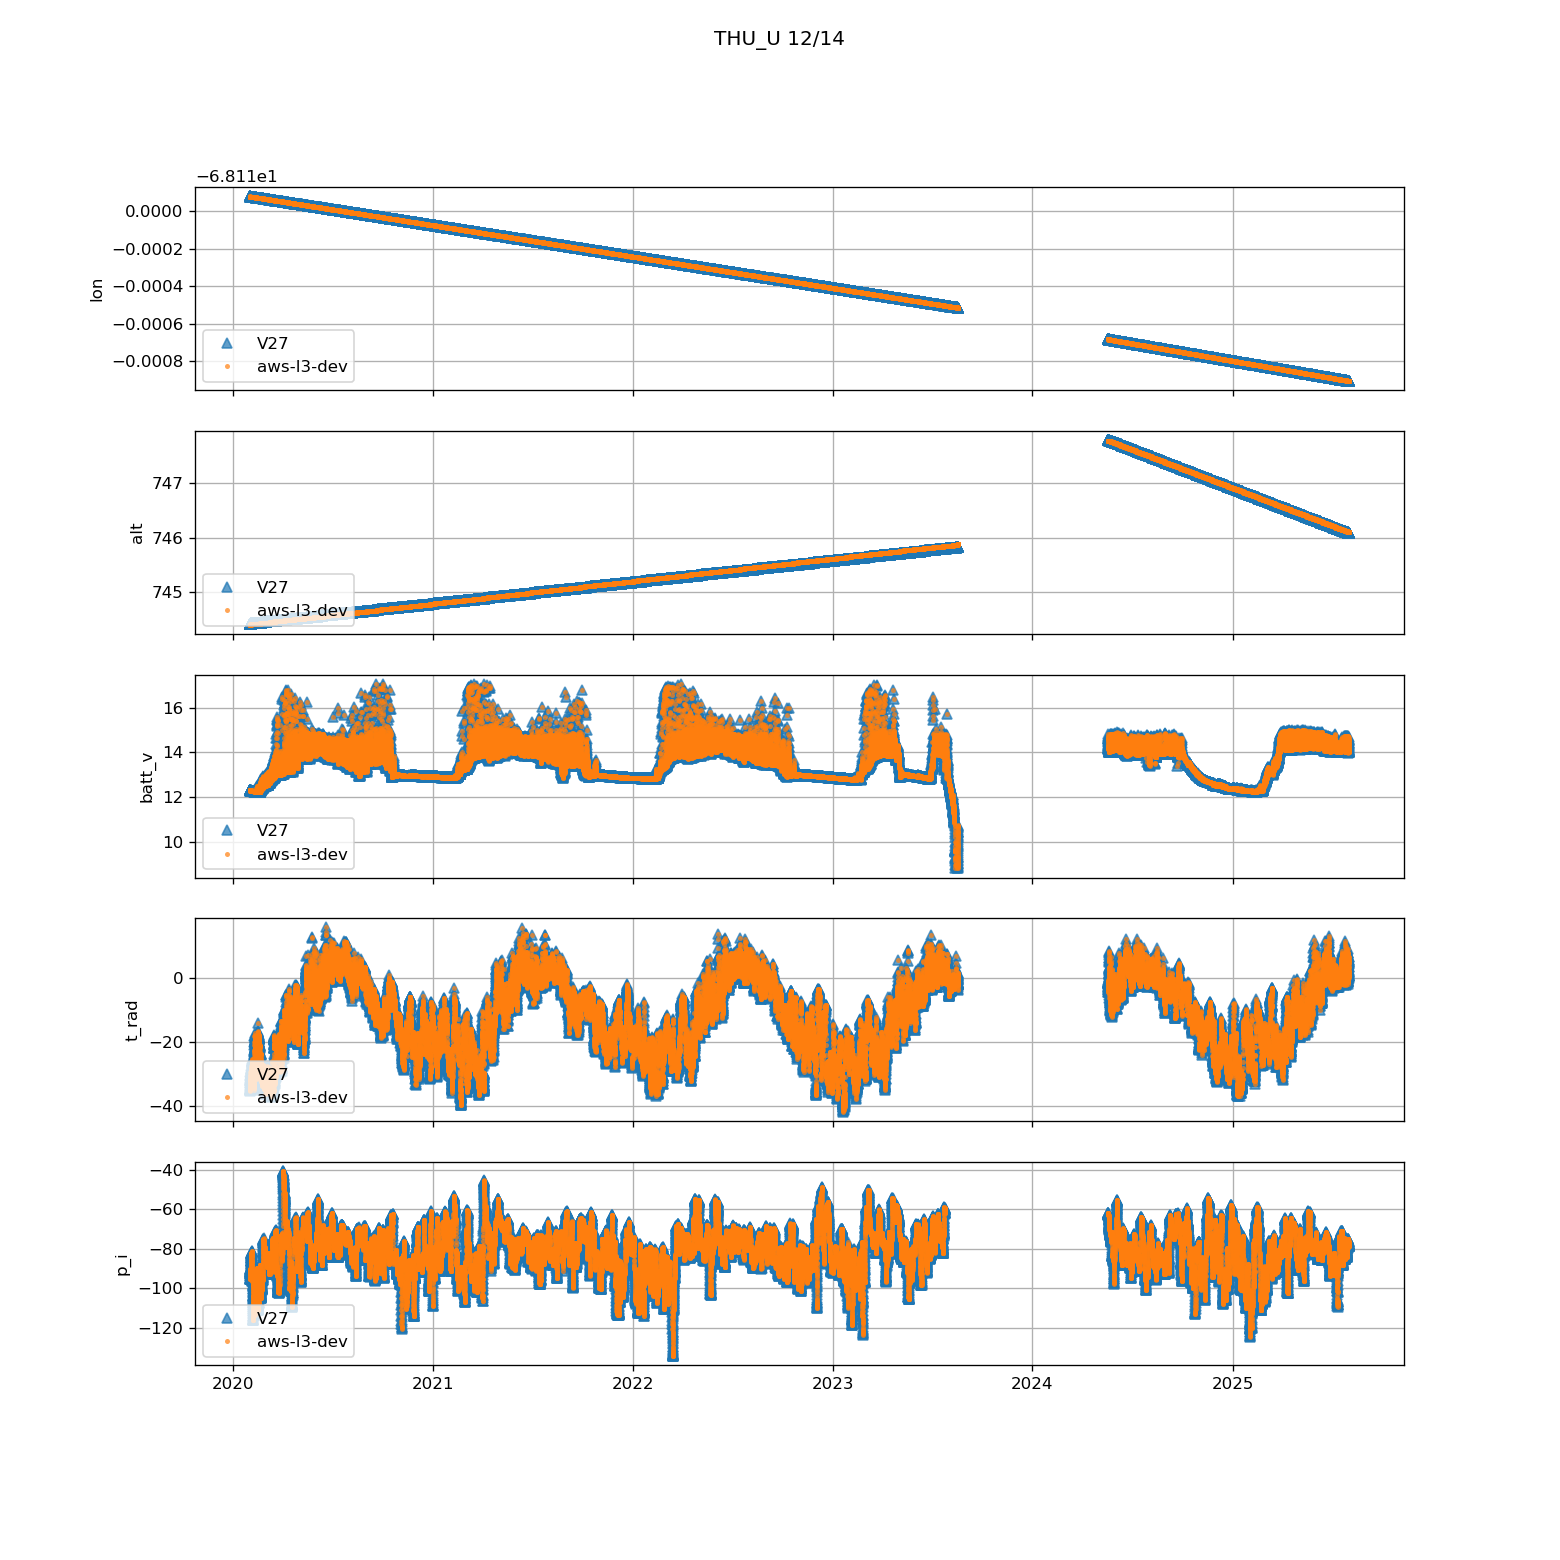 THU_U 12/14
−6.811e1
0.0000
−0.0002
−0.0004
−0.0006
−0.0008
lon
V27
aws-l3-dev
747
746
745
alt
V27
aws-l3-dev
16
14
12
10
batt_v
V27
aws-l3-dev
0
−20
−40
t_rad
V27
aws-l3-dev
−40
−60
−80
−100
−120
p_i
V27
aws-l3-dev
2020 2021 2022 2023 2024 2025